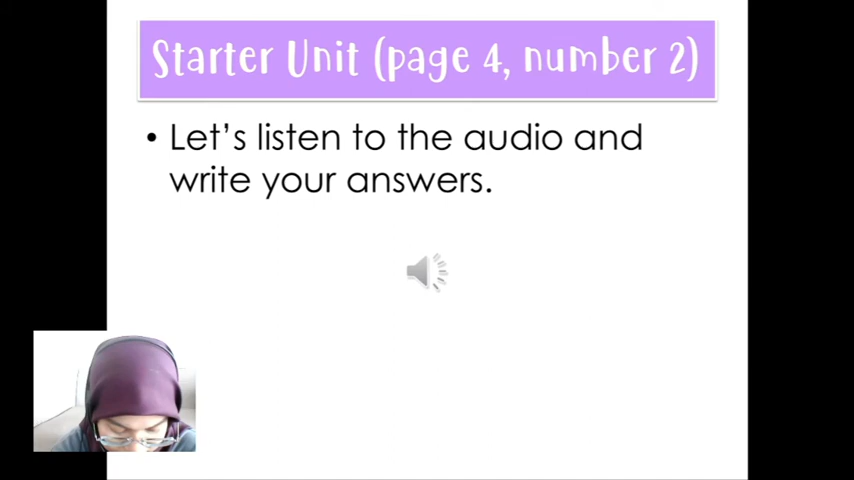 Starter Unit (page 4, number 2)
• Let's listen to the audio and
write your answers.